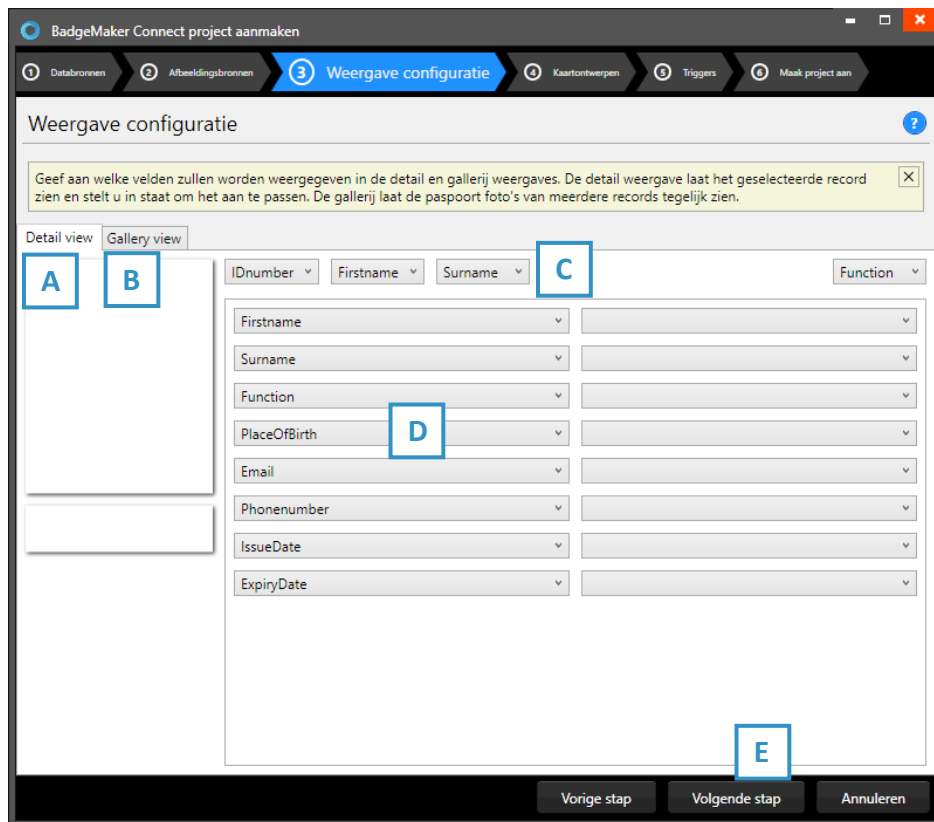 BadgeMaker Connect project aanmaken
1 Databronnen 2 Afbeeldingsbronnen 3 Weergave configuratie 4 Kaartontwerpen 5 Triggers 6 Maak project aan
Weergave configuratie ?
Geef aan welke velden zullen worden weergegeven in de detail en gallerij weergaves. De detail weergave laat het geselecteerde record
zien en stelt u in staat om het aan te passen. De gallerij laat de paspoort foto's van meerdere records tegelijk zien.
Detail view Gallery view
A B IDnumber Firstname Surname C Function
Firstname
Surname
Function
D
PlaceOfBirth
Email
Phonenumber
IssueDate
ExpiryDate
E
Vorige stap Volgende stap Annuleren